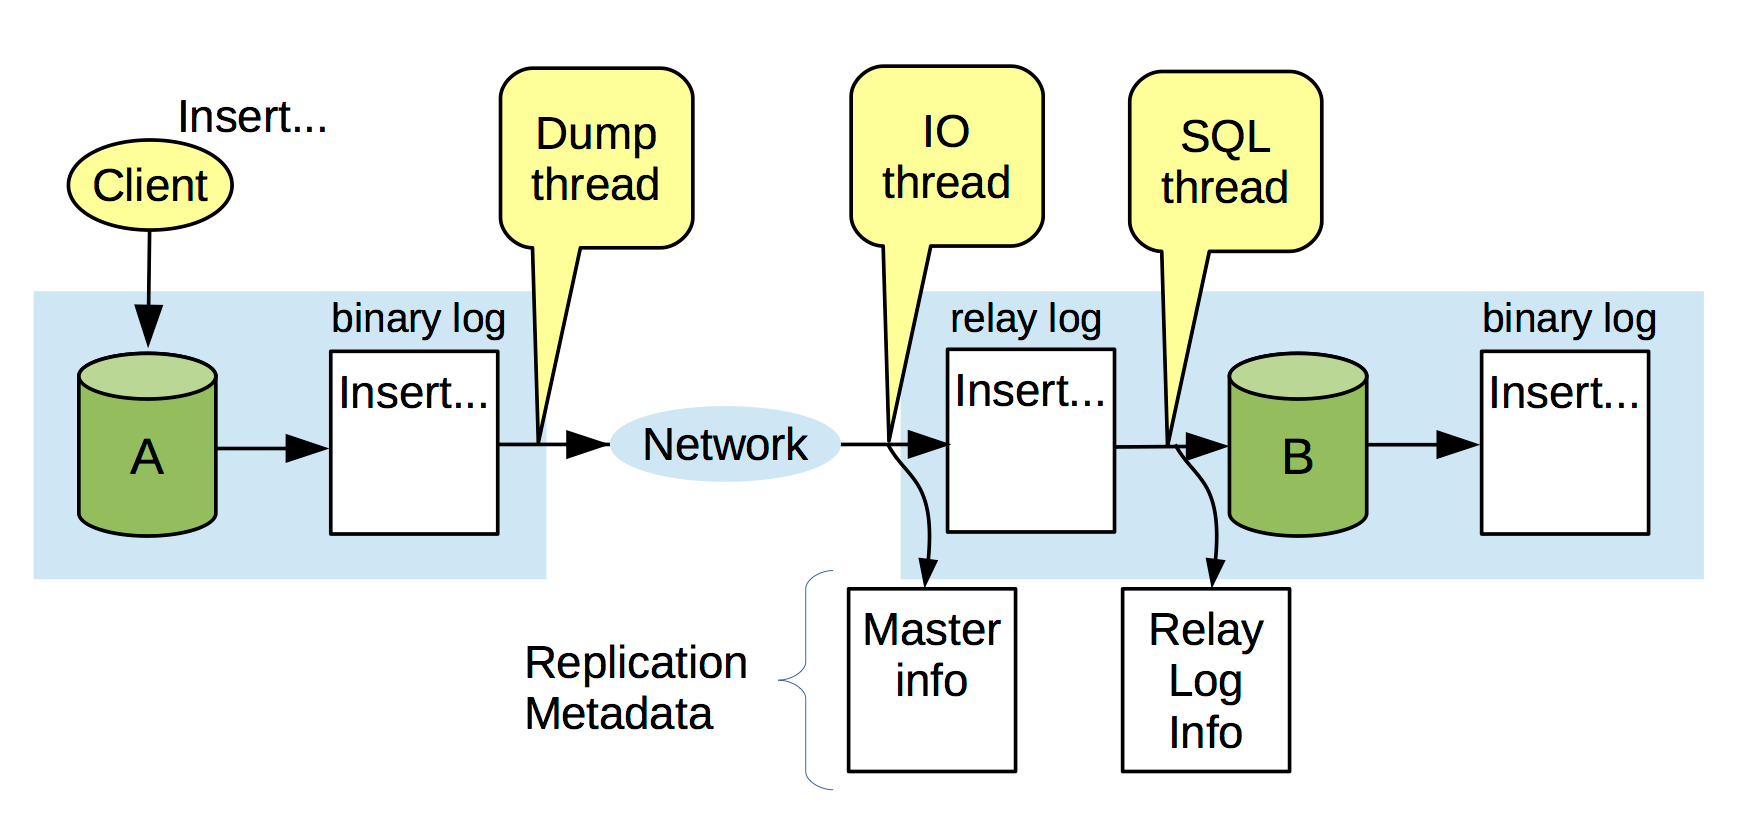 Insert...
Client
Dump
thread
IO
thread
SQL
thread
binary log
relay log
binary log
Insert...
Insert...
Insert...
A
Network
B
Replication
Metadata
Master
info
Relay
Log
Info